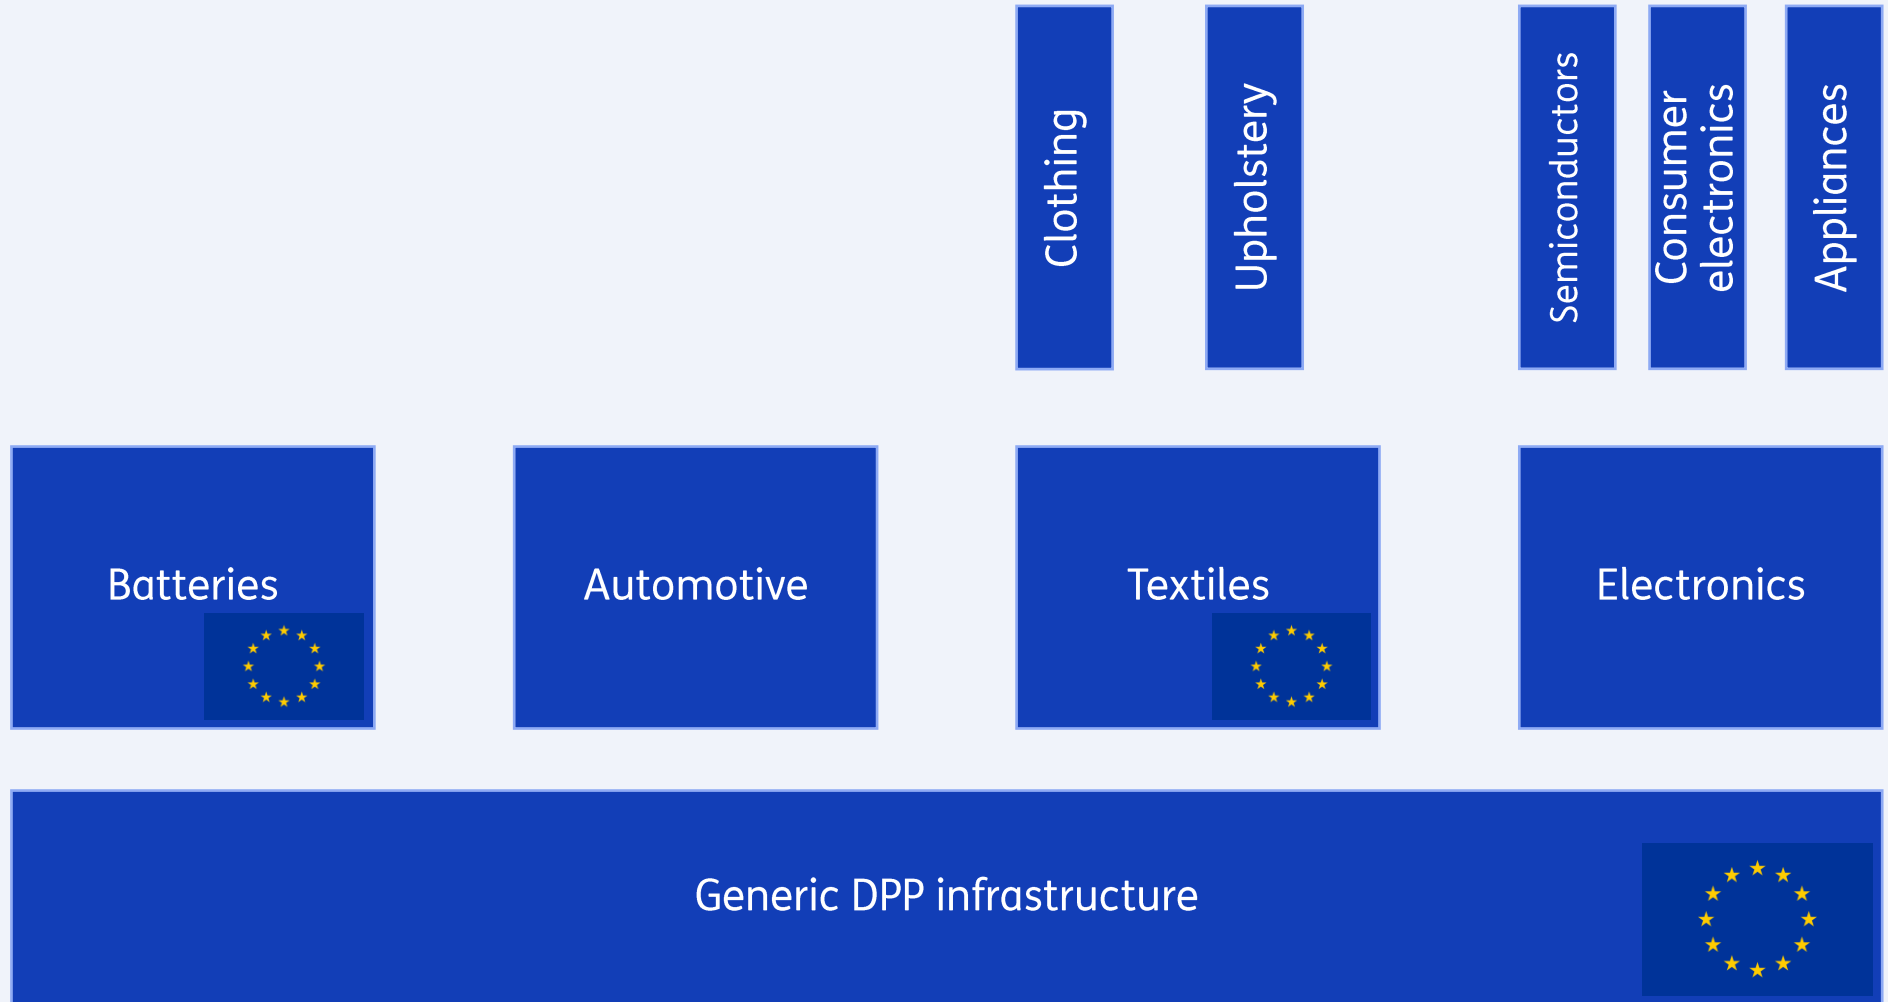 Clothing
Upholstery
Semiconductors
Consumer
electronics
Appliances
Batteries
Automotive
Textiles
Electronics
Generic DPP infrastructure